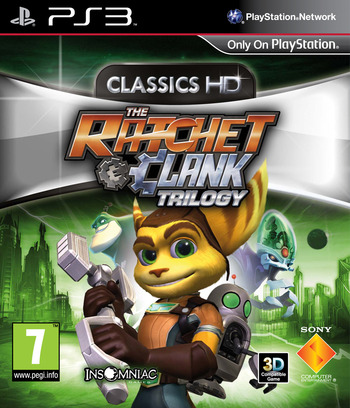 PS3
PlayStation®Network
Only On PlayStation®
CLASSICS HD
THE
RATCHET
CLANK
TRILOGY
7
www.pegi.info
INSOMNIAC
GAMES
3D
Compatible
Game
SONY